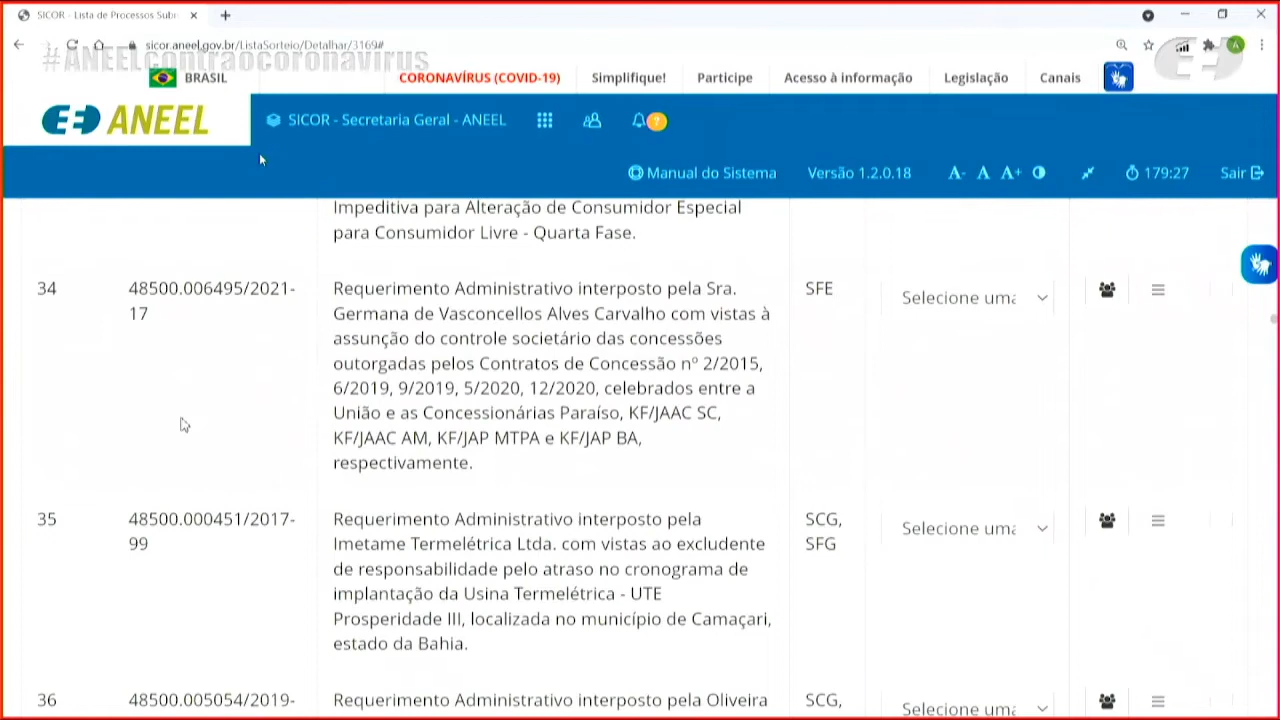 SICOR - Lista de Processos Sub
sicor.aneel.gov.br/ListaSorteio/Detalhar/3169#
#ANEELcontraocoronavirus
A
BRASIL
CORONAVÍRUS (COVID-19)
Simplifique!
Participe
Acesso à informação
Legislação
Canais
ANEEL
SICOR - Secretaria Geral - ANEEL
?
Manual do Sistema
Versão 1.2.0.18
A- A A+
179:27
Sair
Impeditiva para Alteração de Consumidor Especial
para Consumidor Livre - Quarta Fase.
34
48500.006495/2021-
17
Requerimento Administrativo interposto pela Sra.
Germana de Vasconcellos Alves Carvalho com vistas à
assunção do controle societário das concessões
outorgadas pelos Contratos de Concessão nº 2/2015,
6/2019, 9/2019, 5/2020, 12/2020, celebrados entre a
União e as Concessionárias Paraíso, KF/JAAC SC,
KF/JAAC AM, KF/JAP MTPA e KF/JAP BA,
respectivamente.
SFE
Selecione uma
35
48500.000451/2017-
99
Requerimento Administrativo interposto pela
Imetame Termelétrica Ltda. com vistas ao excludente
de responsabilidade pelo atraso no cronograma de
implantação da Usina Termelétrica - UTE
Prosperidade III, localizada no município de Camaçari,
estado da Bahia.
SCG,
SFG
Selecione uma
36
48500.005054/2019-
Requerimento Administrativo interposto pela Oliveira
SCG,
Selecione uma